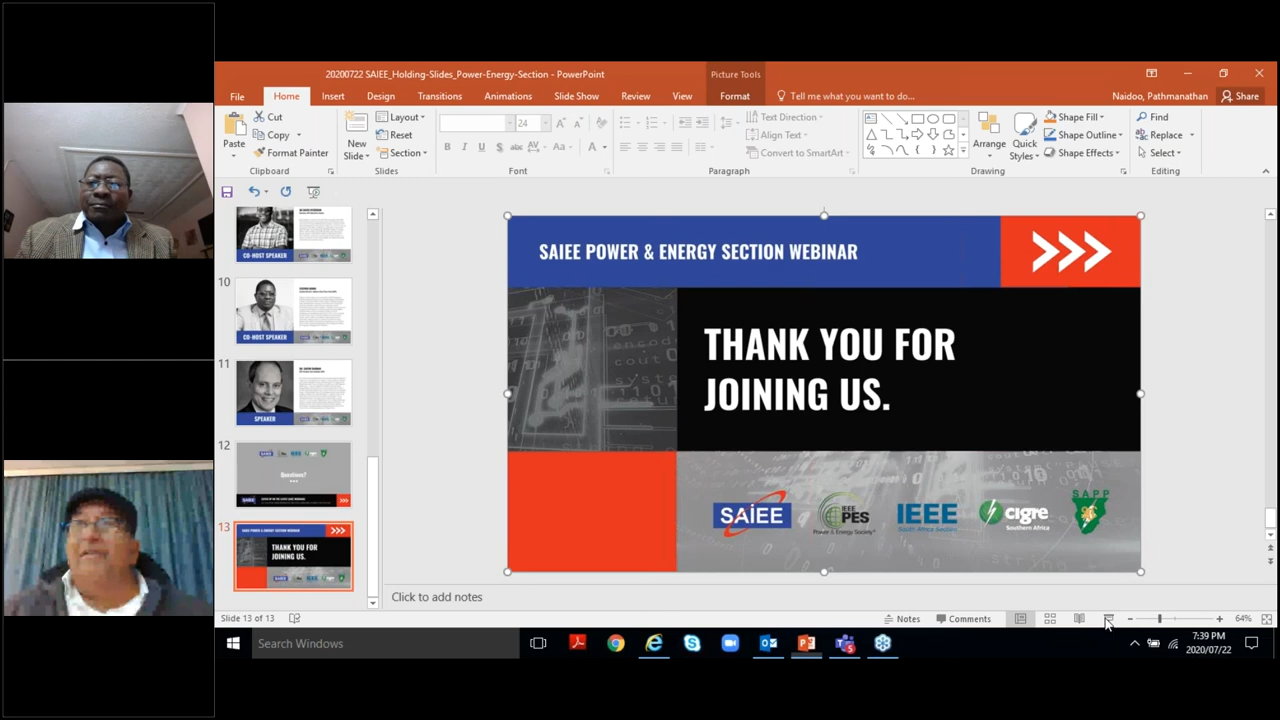 20200722 SAIEE_Holding-Slides_Power-Energy-Section - PowerPoint
Picture Tools
File
Home
Insert
Design
Transitions
Animations
Slide Show
Review
View
Format
Tell me what you want to do...
Naidoo, Pathmanathan
Share
Paste
Cut
Copy
Format Painter
Clipboard
New
Slide
Layout
Reset
Section
Slides
24
Font
Text Direction
Align Text
Convert to SmartArt
Paragraph
Arrange
Quick
Styles
Shape Fill
Shape Outline
Shape Effects
Drawing
Find
Replace
Select
Editing
CO-HOST SPEAKER
10
CO-HOST SPEAKER
11
SPEAKER
12
Questions?
SAIEE
13
SAIEE POWER & ENERGY SECTION WEBINAR
THANK YOU FOR
JOINING US.
SAIEE POWER & ENERGY SECTION WEBINAR
THANK YOU FOR
JOINING US.
SAIEE
IEEE
PES
Power & Energy Society
IEEE
South Africa Section
cigre
Southern Africa
SAPP
Click to add notes
Slide 13 of 13
Notes
Comments
64%
Search Windows
7:39 PM
2020/07/22